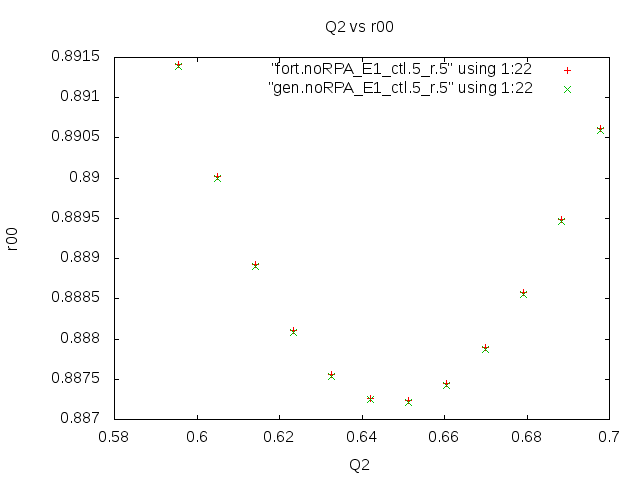 Q2 vs r00
"fort.noRPA_E1_ctl.5_r.5" using 1:22
"gen.noRPA_E1_ctl.5_r.5" using 1:22
0.8915
0.891
0.8905
0.89
0.8895
0.889
0.8885
0.888
0.8875
0.887
r00
0.58 0.6 0.62 0.64 0.66 0.68 0.7
Q2